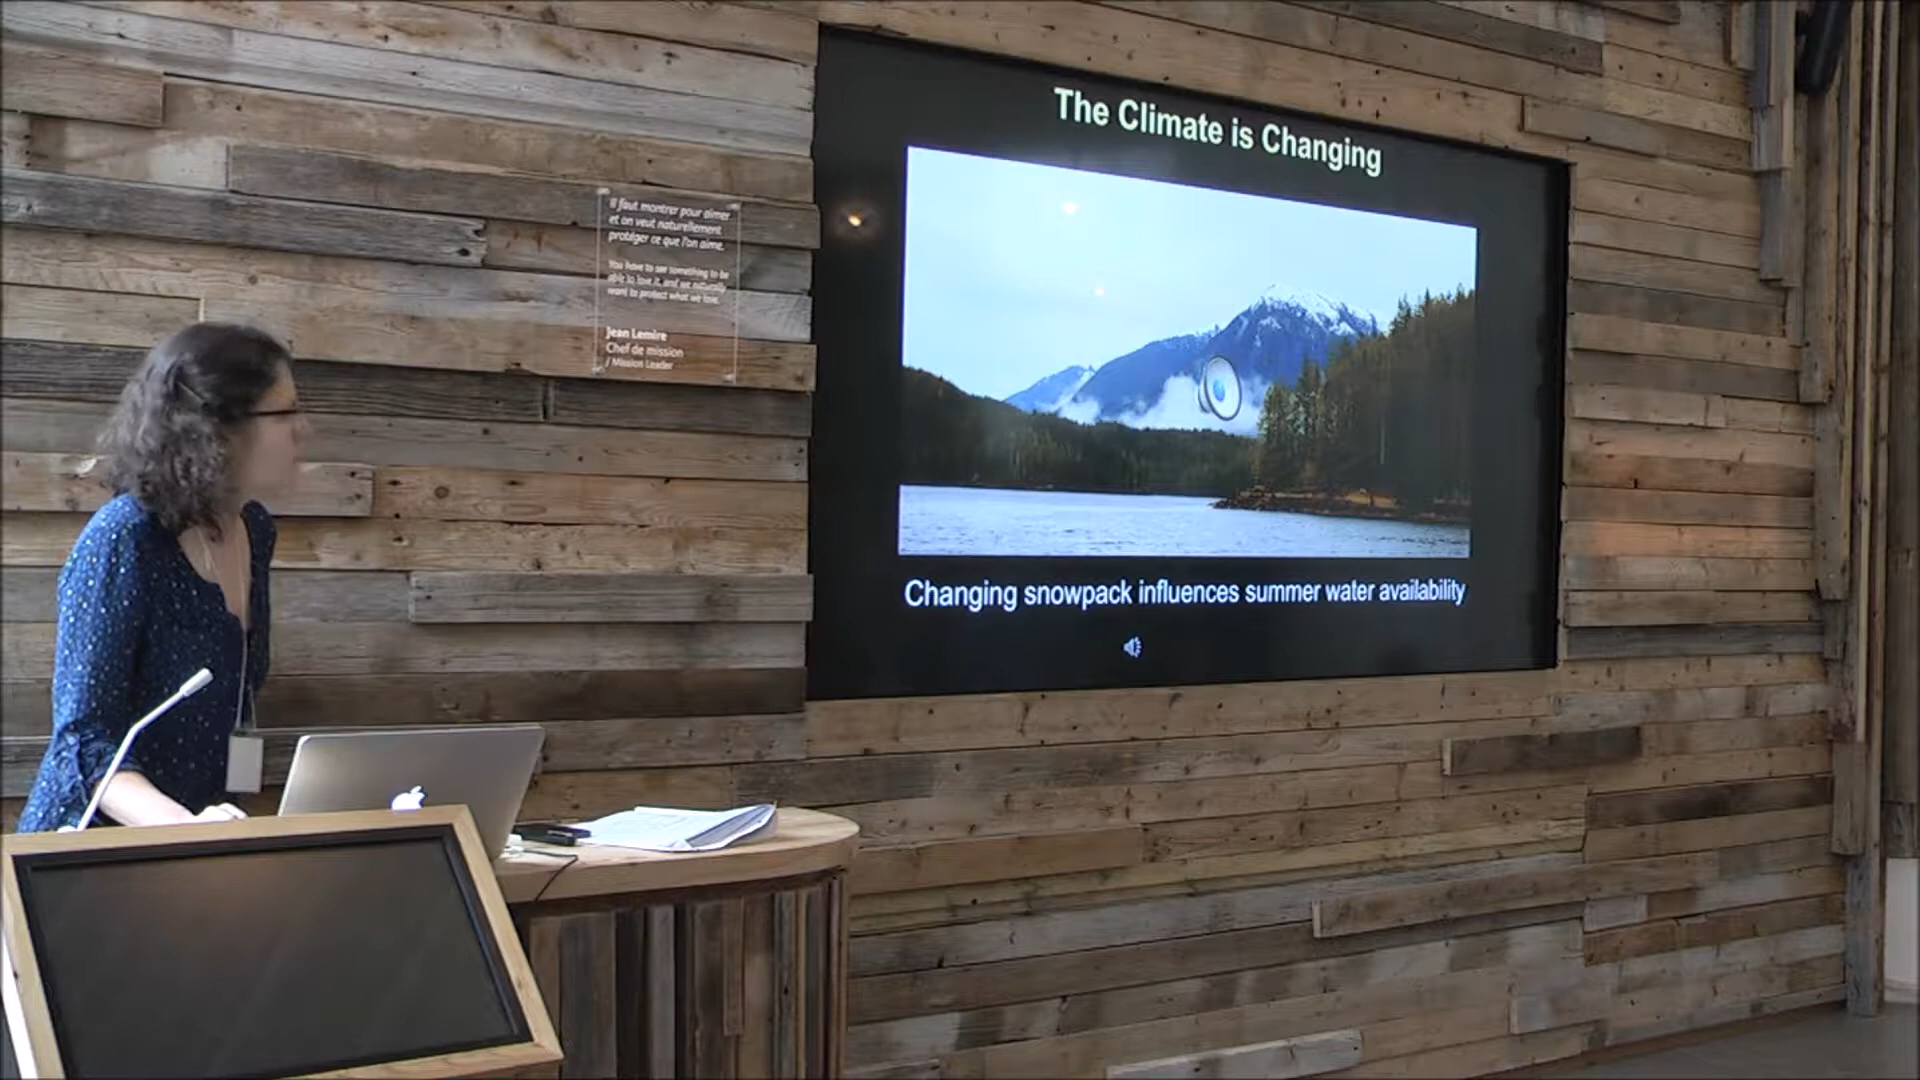 The Climate is Changing
Changing snowpack influences summer water availability
Il faut montrer pour aimer
et on veut naturellement
protéger ce que l'on aime.
You have to see something to be
able to love it, and we naturally
want to protect what we love.
Jean Lemire
Chef de mission
/ Mission Leader